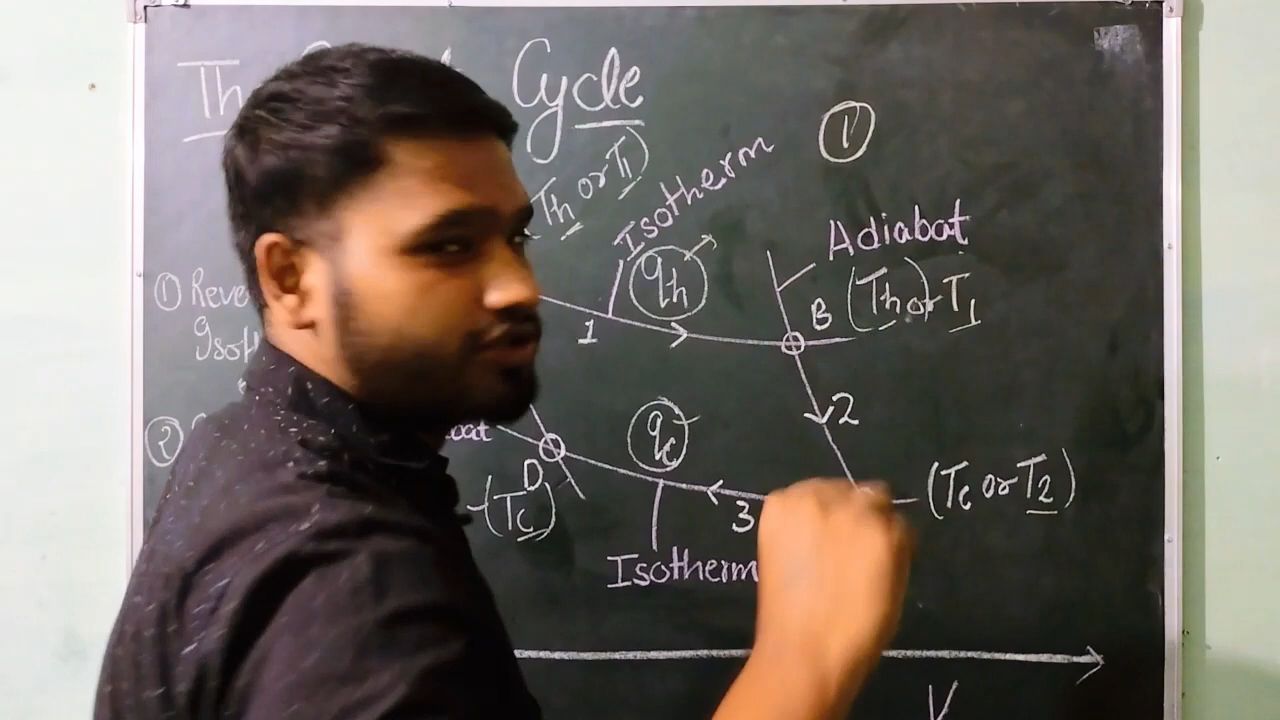 Th Cycle
①
Th or T1)
Isotherm
qh
Adiabat
B (Th or T1
① Reve
Isoth
1
2
②
qc
D
(Tc)
3
(Tc or T2)
Isotherm
V